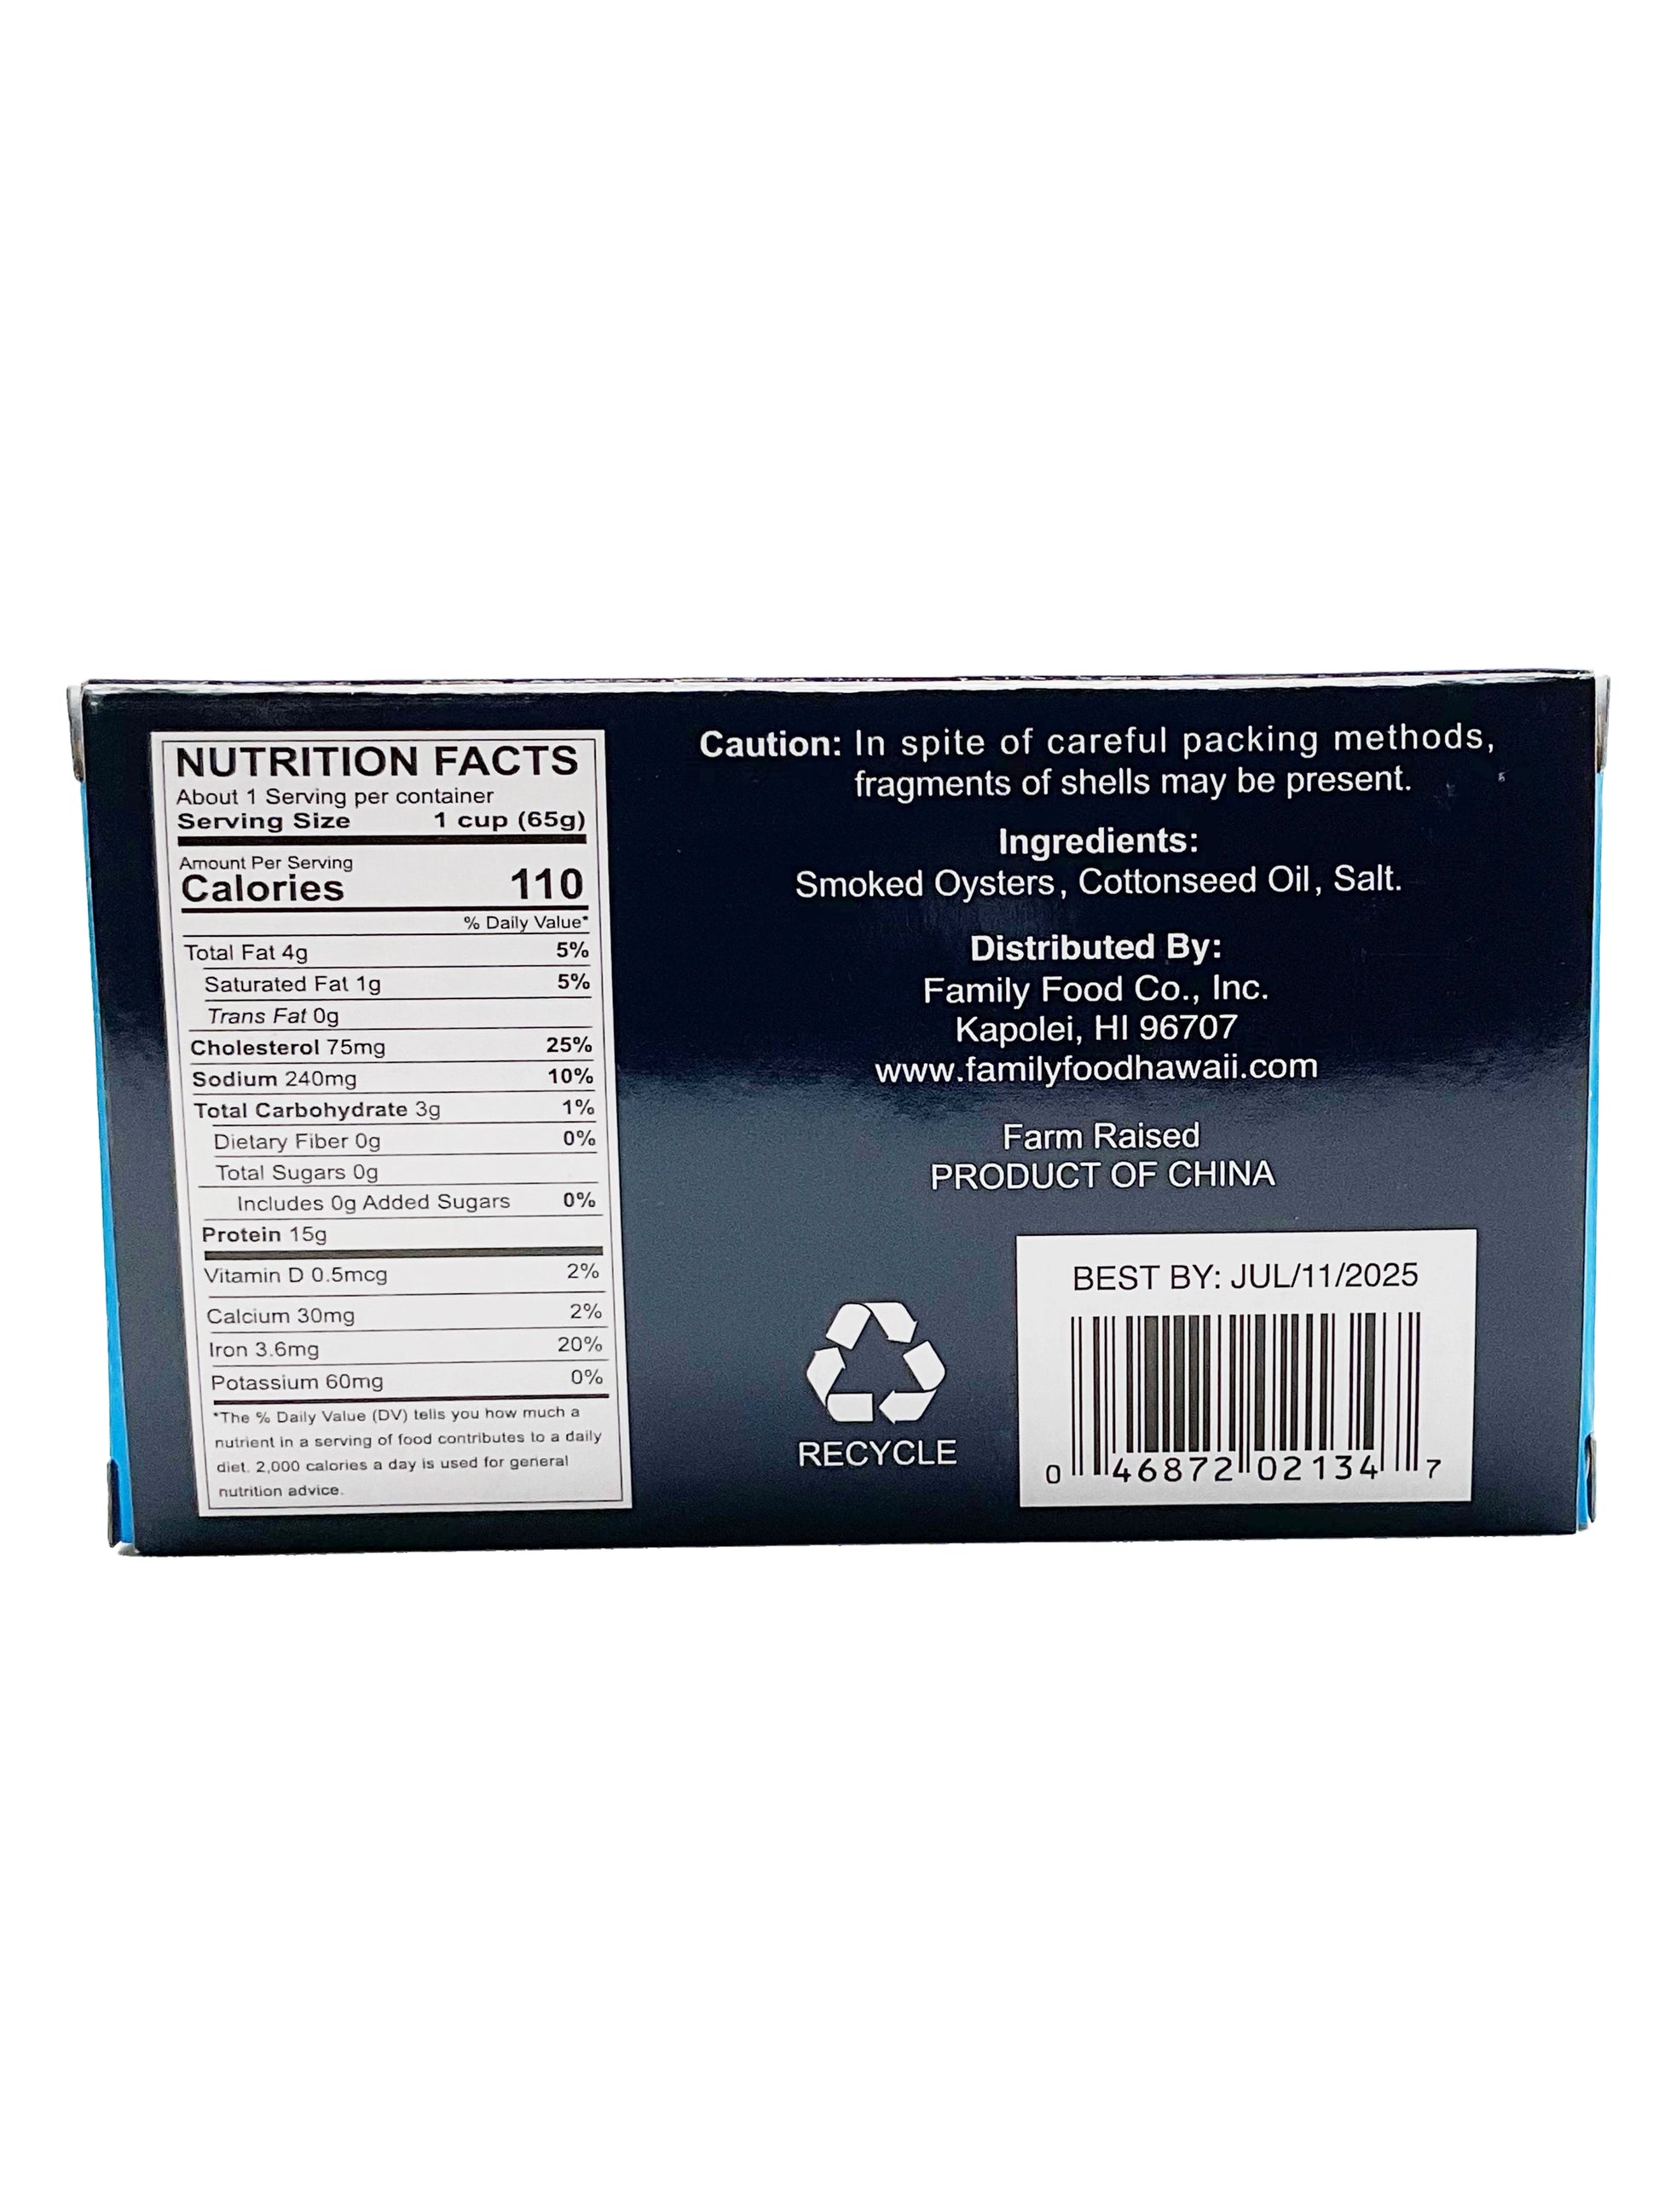 NUTRITION FACTS
About 1 Serving per container
Serving Size 1 cup (65g)
Amount Per Serving
Calories 110
% Daily Value*
Total Fat 4g 5%
Saturated Fat 1g 5%
Trans Fat 0g
Cholesterol 75mg 25%
Sodium 240mg 10%
Total Carbohydrate 3g 1%
Dietary Fiber 0g 0%
Total Sugars 0g
Includes 0g Added Sugars 0%
Protein 15g
Vitamin D 0.5mcg 2%
Calcium 30mg 2%
Iron 3.6mg 20%
Potassium 60mg 0%
*The % Daily Value (DV) tells you how much a
nutrient in a serving of food contributes to a daily
diet. 2,000 calories a day is used for general
nutrition advice.
Caution: In spite of careful packing methods,
fragments of shells may be present.
Ingredients:
Smoked Oysters, Cottonseed Oil, Salt.
Distributed By:
Family Food Co., Inc.
Kapolei, HI 96707
www.familyfoodhawaii.com
Farm Raised
PRODUCT OF CHINA
RECYCLE
BEST BY: JUL/11/2025
0 46872 02134 7